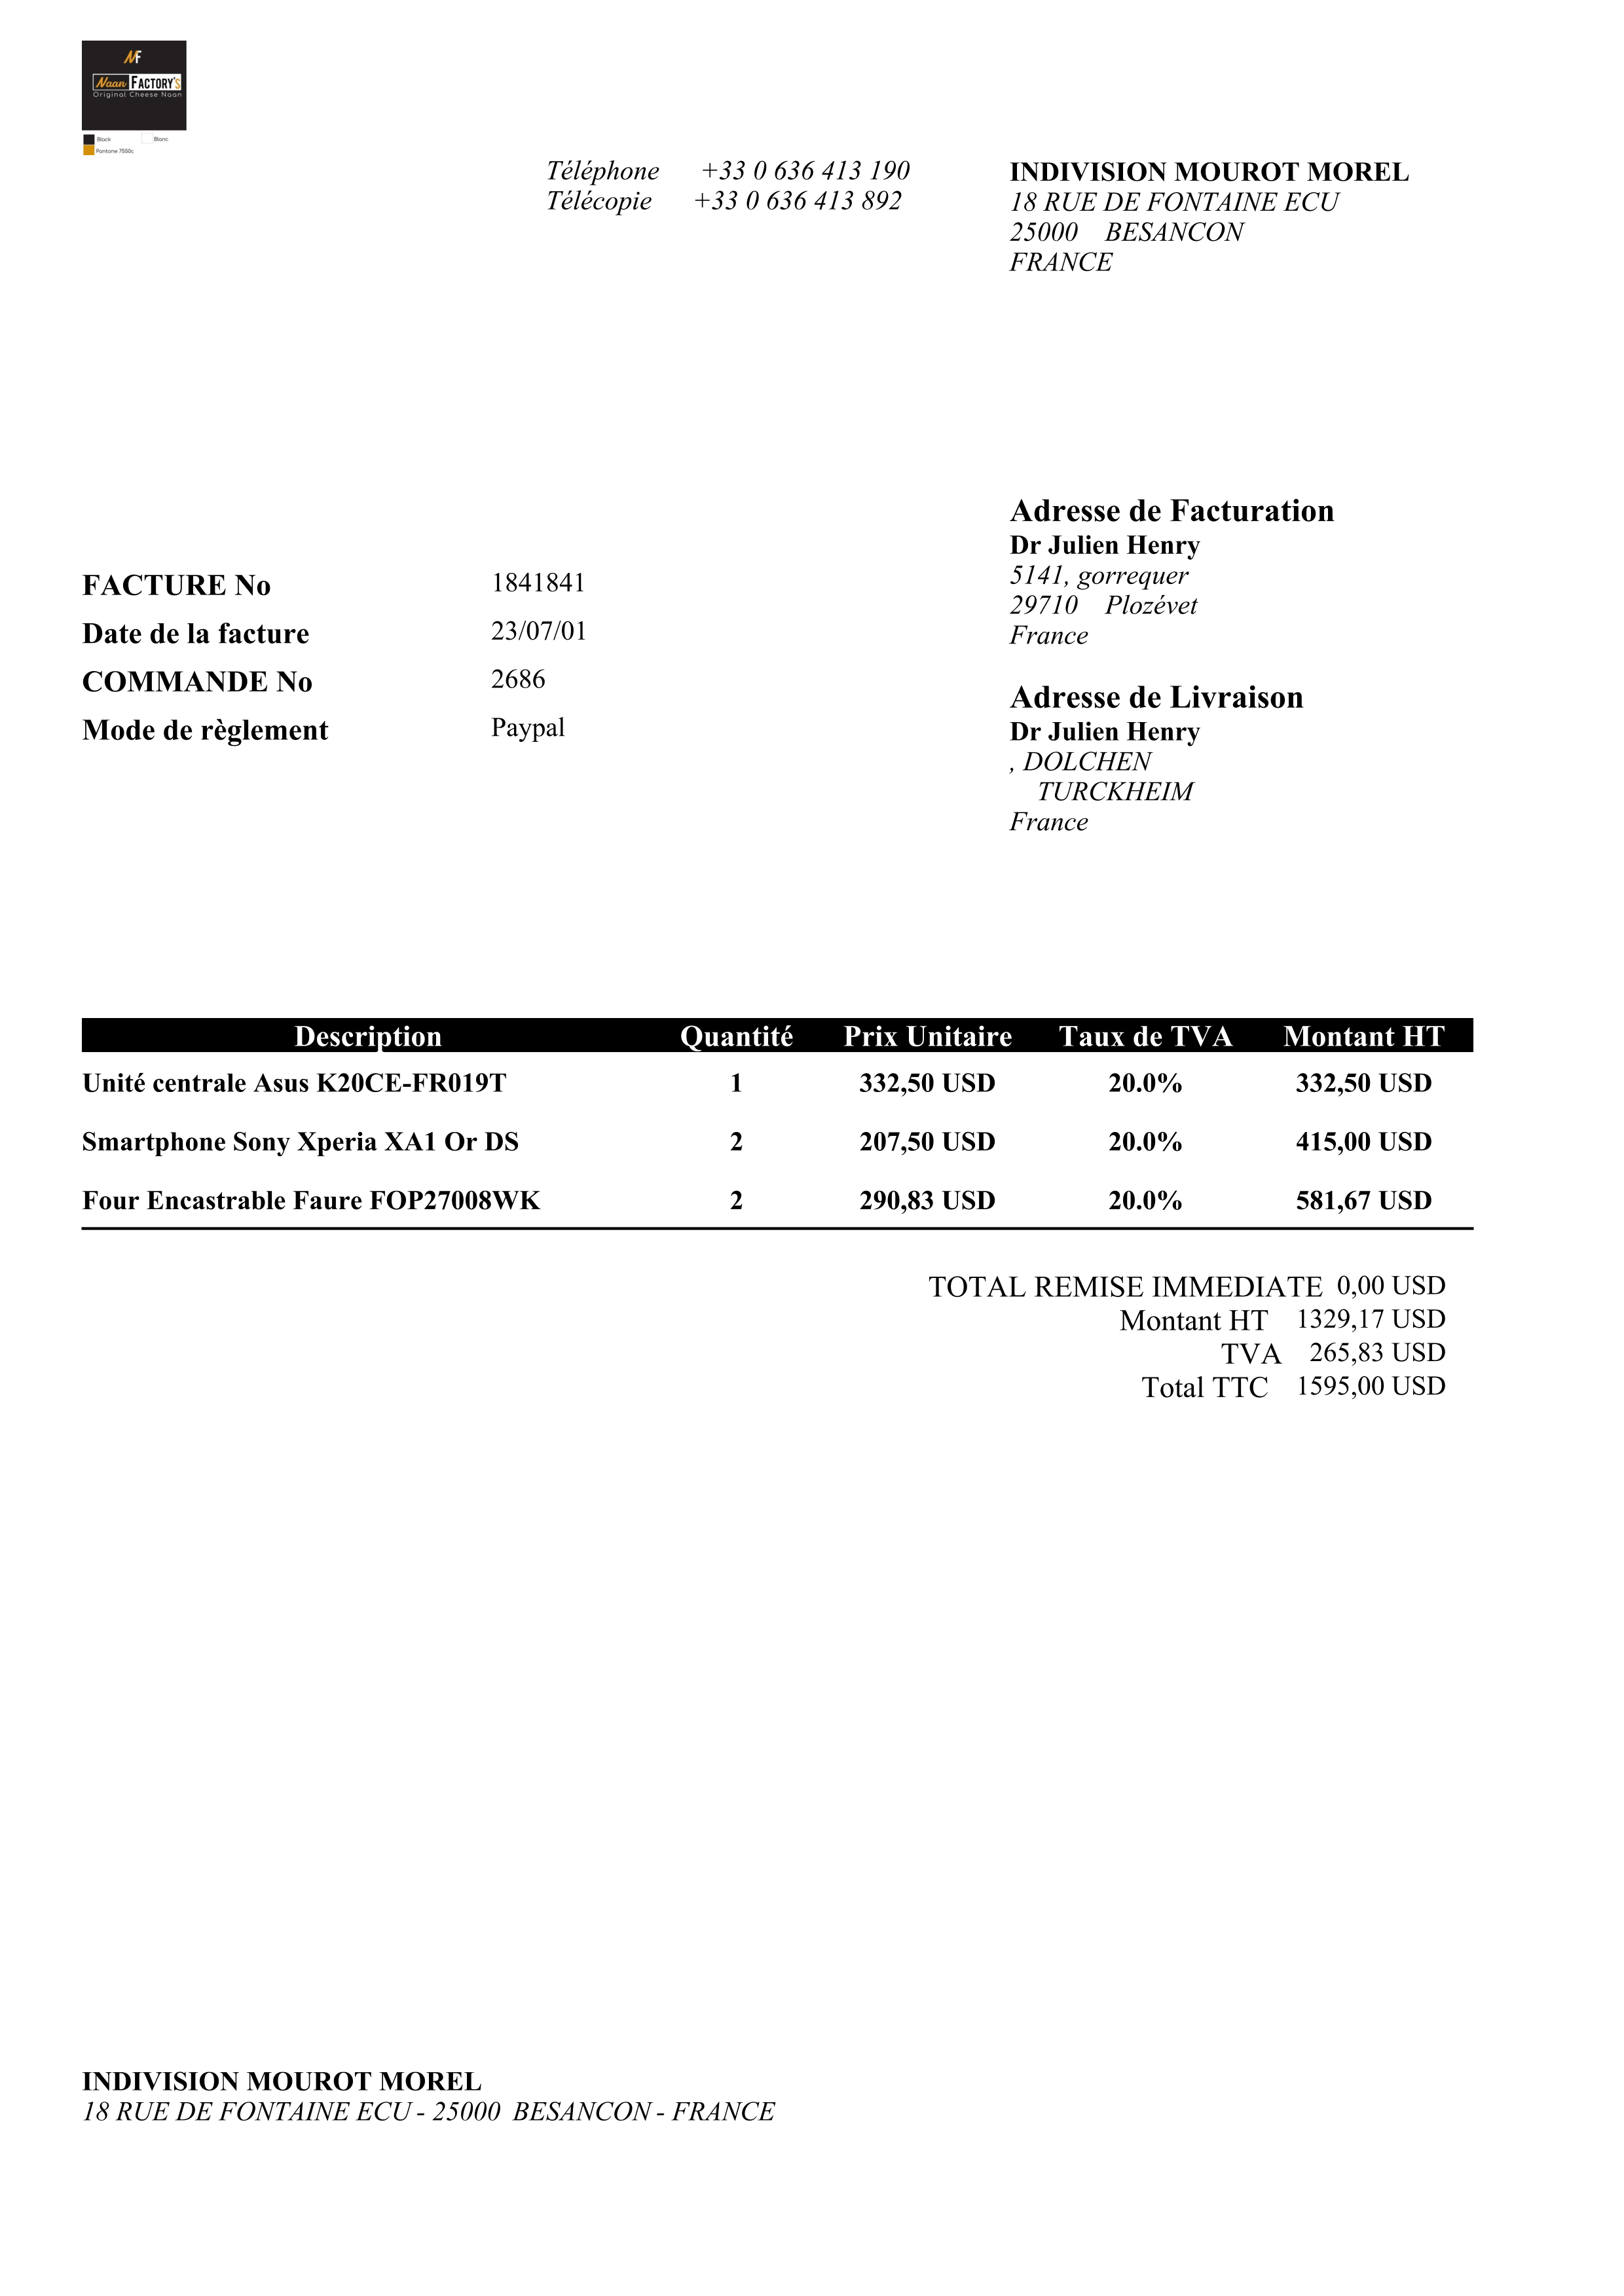 MF
Naan FACTORY'S
Original Cheese Naan
Black Blanc
Pantone 7550c
Téléphone +33 0 636 413 190
Télécopie +33 0 636 413 892
INDIVISION MOUROT MOREL
18 RUE DE FONTAINE ECU
25000 BESANCON
FRANCE
Adresse de Facturation
Dr Julien Henry
5141, gorrequer
29710 Plozévet
France
FACTURE No 1841841
Date de la facture 23/07/01
COMMANDE No 2686
Mode de règlement Paypal
Adresse de Livraison
Dr Julien Henry
, DOLCHEN
TURCKHEIM
France
Description Quantité Prix Unitaire Taux de TVA Montant HT
Unité centrale Asus K20CE-FR019T 1 332,50 USD 20.0% 332,50 USD
Smartphone Sony Xperia XA1 Or DS 2 207,50 USD 20.0% 415,00 USD
Four Encastrable Faure FOP27008WK 2 290,83 USD 20.0% 581,67 USD
TOTAL REMISE IMMEDIATE 0,00 USD
Montant HT 1329,17 USD
TVA 265,83 USD
Total TTC 1595,00 USD
INDIVISION MOUROT MOREL
18 RUE DE FONTAINE ECU - 25000 BESANCON - FRANCE